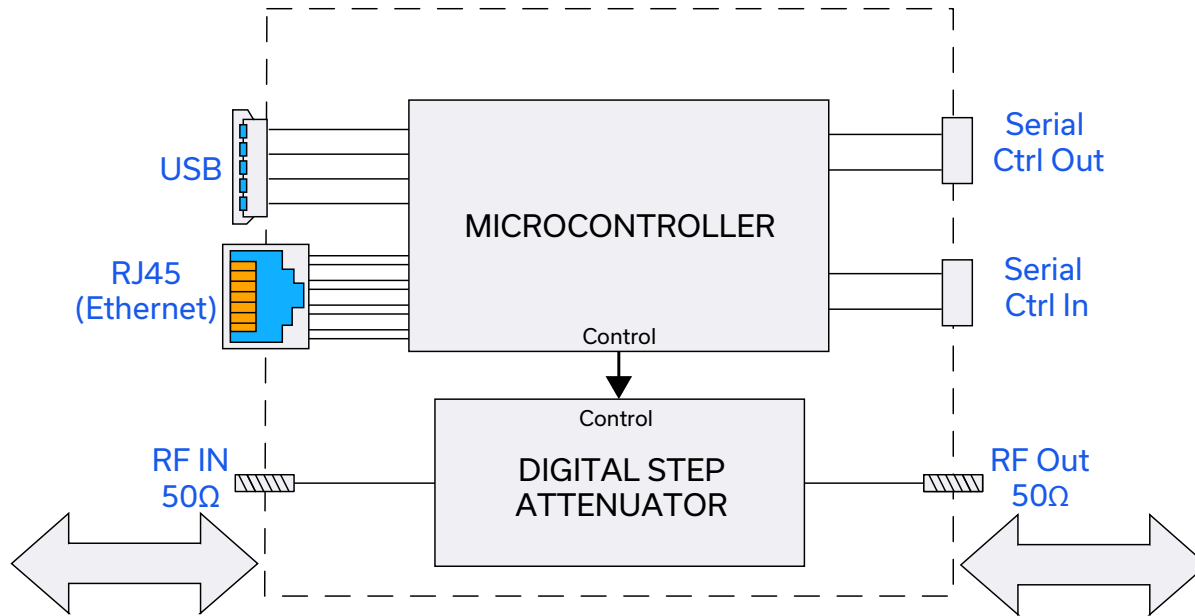 USB
RJ45
(Ethernet)
MICROCONTROLLER
Control
Serial
Ctrl Out
Serial
Ctrl In
Control
DIGITAL STEP
ATTENUATOR
RF IN
50Ω
RF Out
50Ω